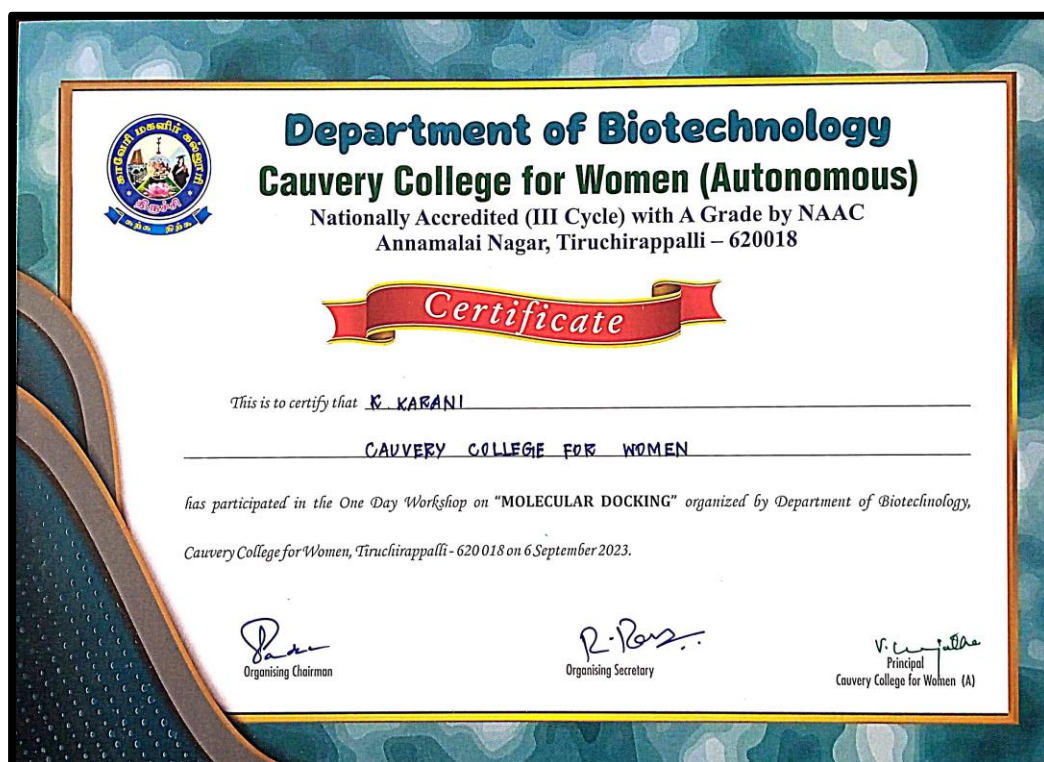 Department of Biotechnology
Cauvery College for Women (Autonomous)
Nationally Accredited (III Cycle) with A Grade by NAAC
Annamalai Nagar, Tiruchirappalli – 620018
காவேரி மகளிர் கல்லூரி
திருச்சி
கற்க நிற்க
Certificate
This is to certify that K. KARANI
CAUVERY COLLEGE FOR WOMEN
has participated in the One Day Workshop on “MOLECULAR DOCKING” organized by Department of Biotechnology,
Cauvery College for Women, Tiruchirappalli - 620 018 on 6 September 2023.
Organising Chairman
Organising Secretary
Principal
Cauvery College for Women (A)